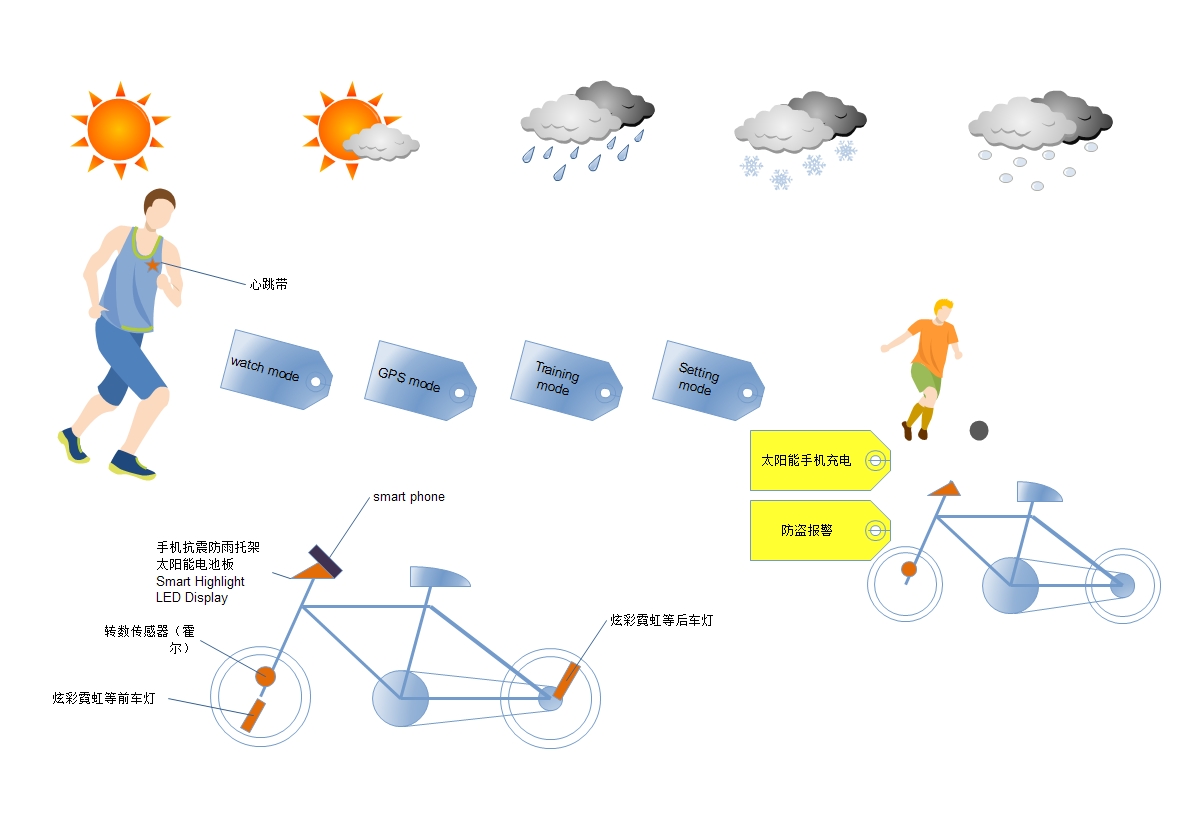 心跳带
watch mode
GPS mode
Training
mode
Setting
mode
太阳能手机充电
防盗报警
smart phone
手机抗震防雨托架
太阳能电池板
Smart Highlight
LED Display
转数传感器（霍
尔）
炫彩霓虹等前车灯
炫彩霓虹等后车灯